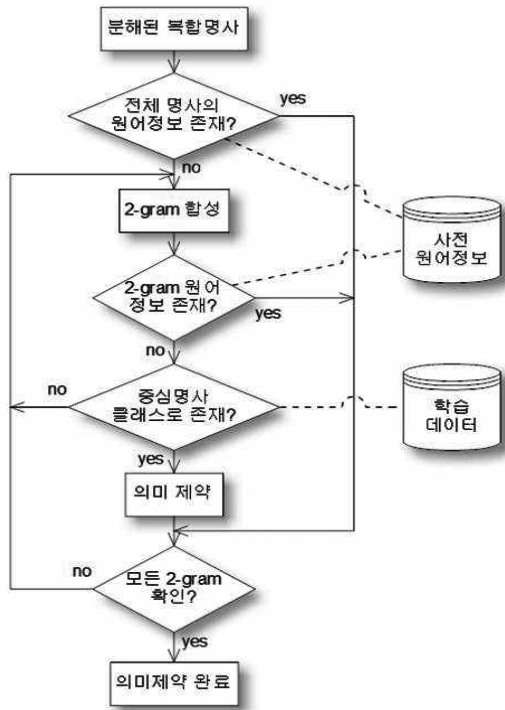 분해된 복합명사
전체 명사의
원어정보 존재?
yes
no
2-gram 합성
사전
원어정보
2-gram 원어
정보 존재?
yes
no
no
중심명사
클래스로 존재?
학습
데이터
yes
의미 제약
no
모든 2-gram
확인?
yes
의미제약 완료